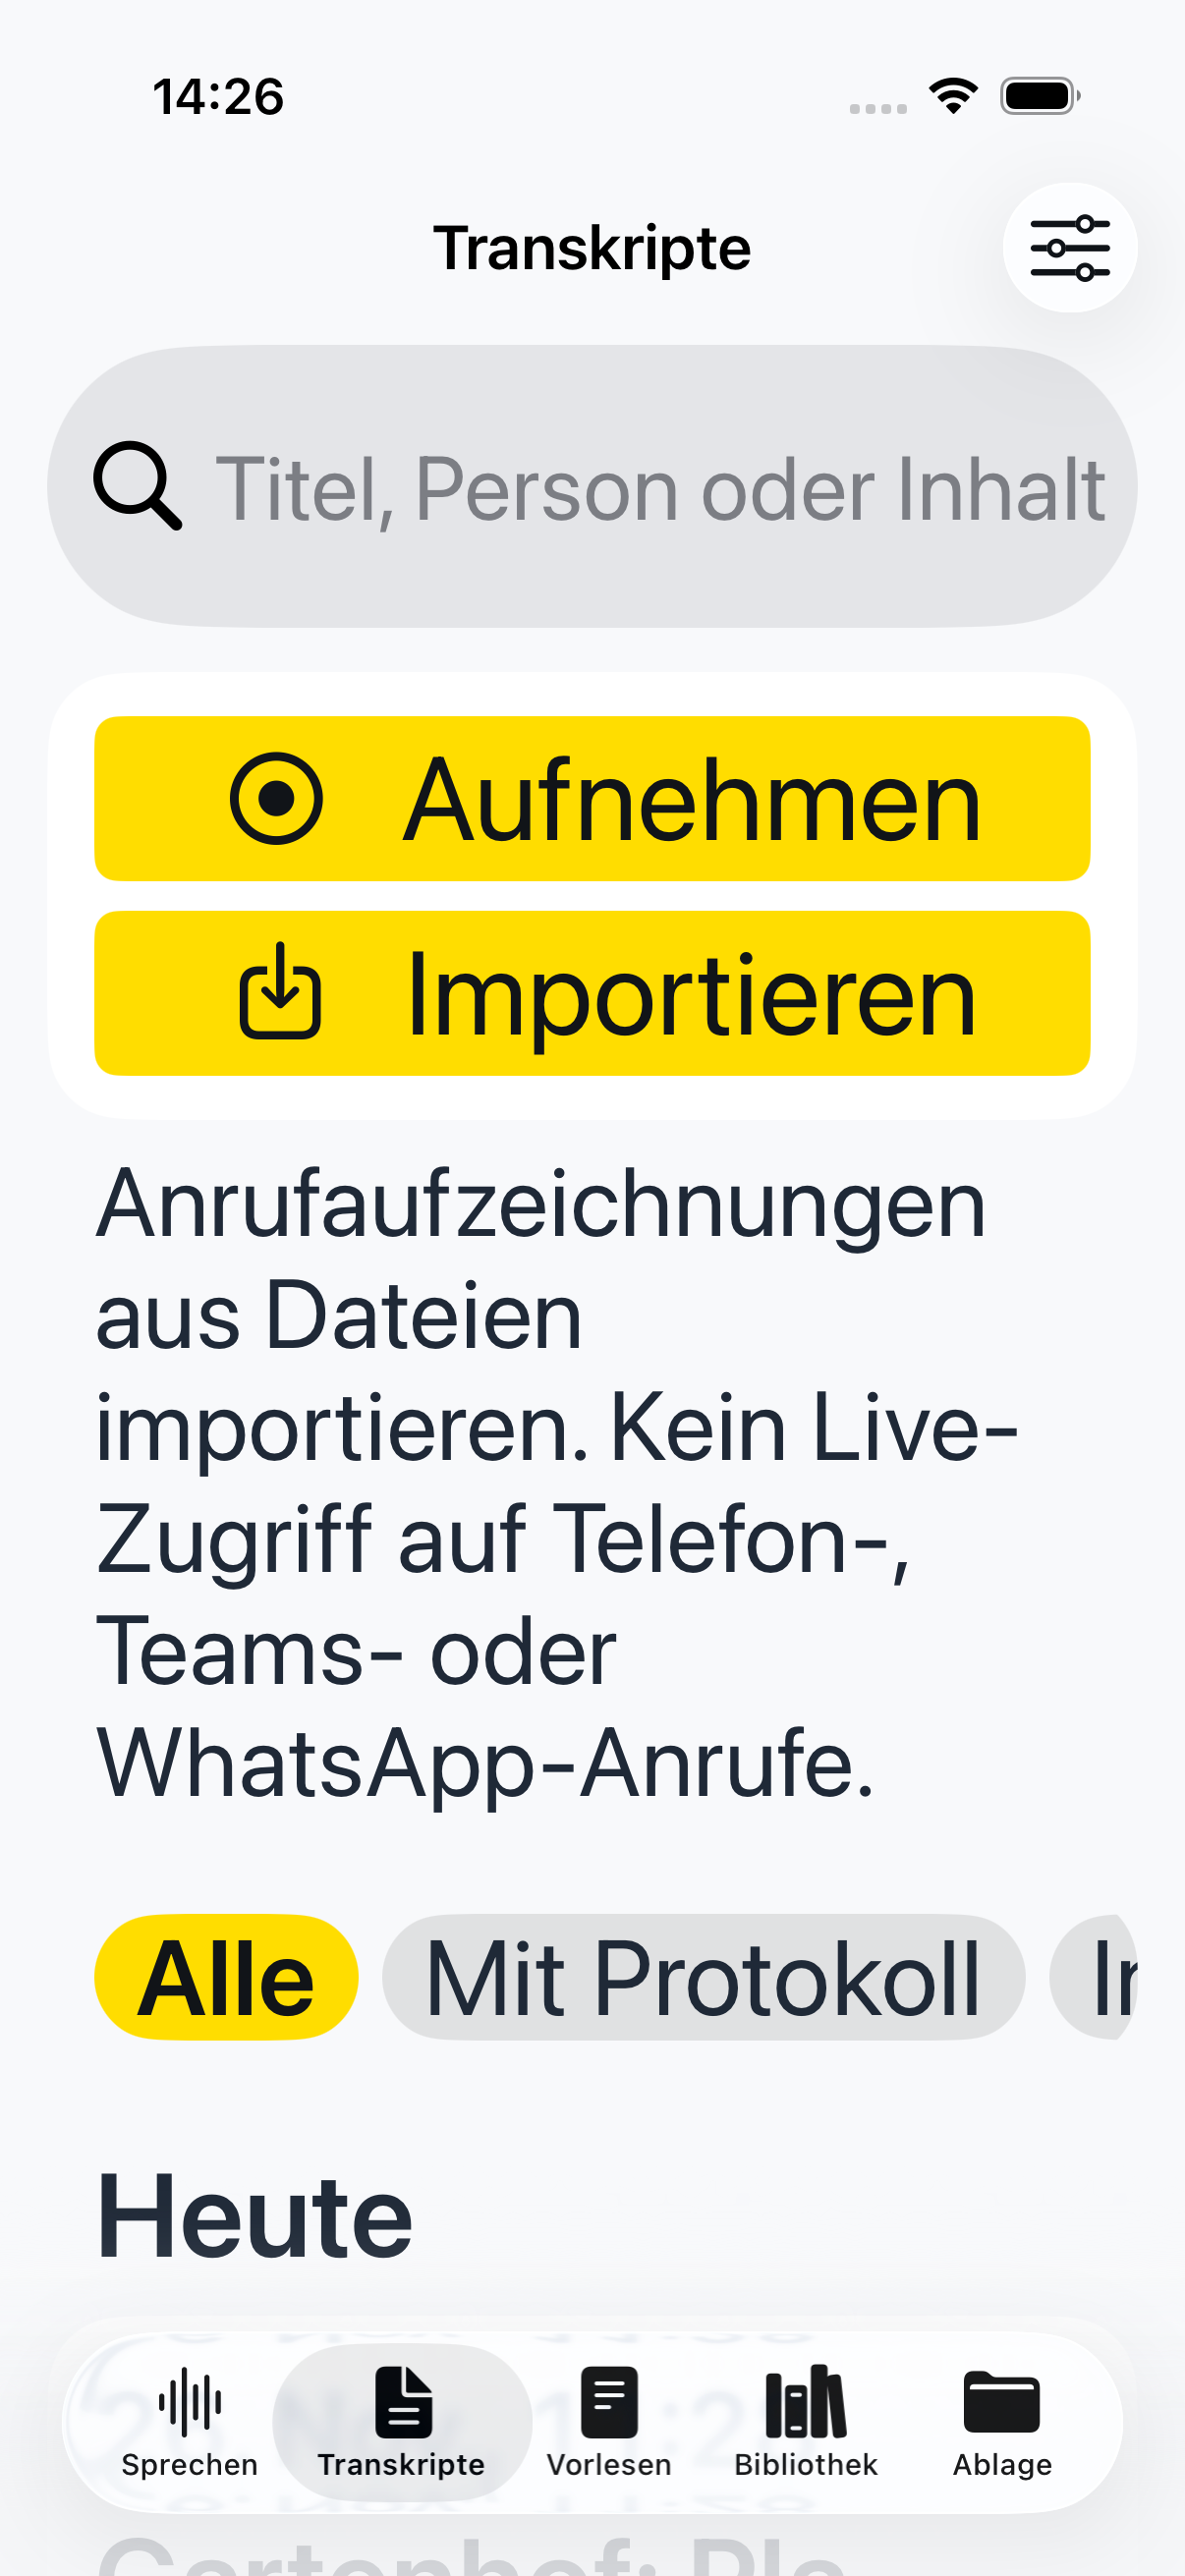 14:26
Transkripte
Titel, Person oder Inhalt
Aufnehmen
Importieren
Anrufaufzeichnungen
aus Dateien
importieren. Kein Live-
Zugriff auf Telefon-,
Teams- oder
WhatsApp-Anrufe.
Alle Mit Protokoll
Heute
Sprechen Transkripte Vorlesen Bibliothek Ablage